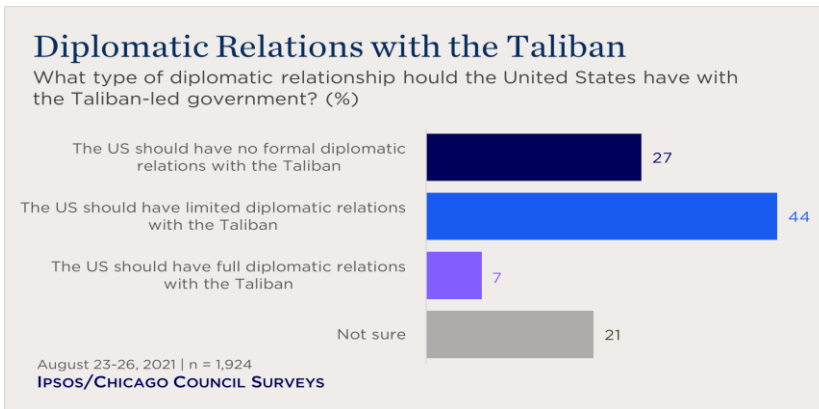 Diplomatic Relations with the Taliban
What type of diplomatic relationship hould the United States have with
the Taliban-led government? (%)
The US should have no formal diplomatic
relations with the Taliban
27
The US should have limited diplomatic relations
with the Taliban
44
The US should have full diplomatic relations
with the Taliban
7
Not sure
21
August 23-26, 2021 | n = 1,924
IPSOS/CHICAGO COUNCIL SURVEYS